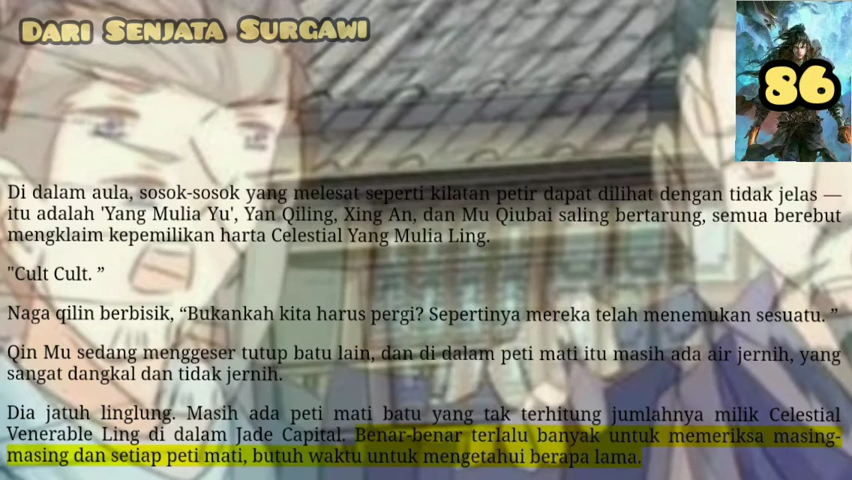 Dari Senjata Surgawi
86
Di dalam aula, sosok-sosok yang melesat seperti kilatan petir dapat dilihat dengan tidak jelas —
itu adalah 'Yang Mulia Yu', Yan Qiling, Xing An, dan Mu Qiubai saling bertarung, semua berebut
mengklaim kepemilikan harta Celestial Yang Mulia Ling.
"Cult Cult. ”
Naga qilin berbisik, “Bukankah kita harus pergi? Sepertinya mereka telah menemukan sesuatu. ”
Qin Mu sedang menggeser tutup batu lain, dan di dalam peti mati itu masih ada air jernih, yang
sangat dangkal dan tidak jernih.
Dia jatuh linglung. Masih ada peti mati batu yang tak terhitung jumlahnya milik Celestial
Venerable Ling di dalam Jade Capital. Benar-benar terlalu banyak untuk memeriksa masing-
masing dan setiap peti mati, butuh waktu untuk mengetahui berapa lama.